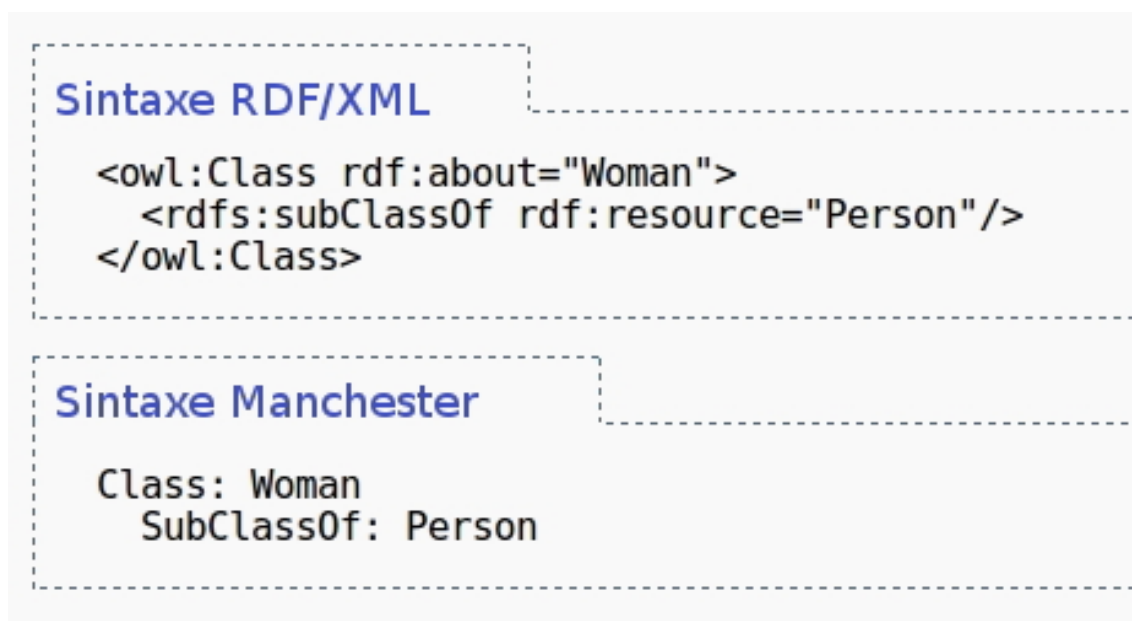 Sintaxe RDF/XML
<owl:Class rdf:about="Woman">
<rdfs:subClassOf rdf:resource="Person"/>
</owl:Class>
Sintaxe Manchester
Class: Woman
SubClassOf: Person